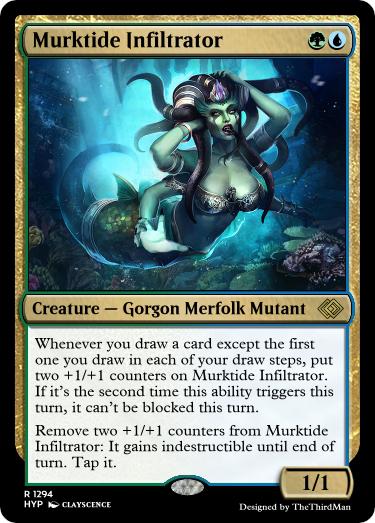 Murktide Infiltrator
Creature — Gorgon Merfolk Mutant
Whenever you draw a card except the first
one you draw in each of your draw steps, put
two +1/+1 counters on Murktide Infiltrator.
If it's the second time this ability triggers this
turn, it can't be blocked this turn.
Remove two +1/+1 counters from Murktide
Infiltrator: It gains indestructible until end of
turn. Tap it.
1/1
R 1294
HYP CLAYSCENCE
Designed by TheThirdMan